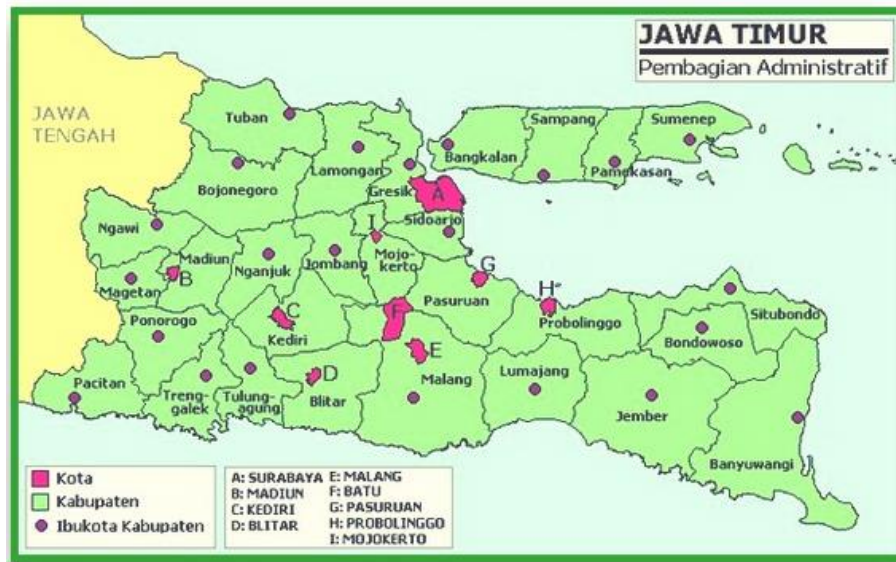 JAWA TIMUR
Pembagian Administratif
JAWA
TENGAH
Tuban
Lamongan
Bojonegoro
Gresik
A
Bangkalan
Sampang
Pamekasan
Sumenep
Ngawi
Madiun
B
Magetan
Nganjuk
Jombang
I
Mojo-
kerto
Sidoarjo
G
Pasuruan
H
Probolinggo
Situbondo
Bondowoso
Ponorogo
C
Kediri
F
E
Malang
Lumajang
Jember
Banyuwangi
Pacitan
Treng-
galek
Tulung-
agung
D
Blitar
Kota
Kabupaten
Ibukota Kabupaten
A: SURABAYA
B: MADIUN
C: KEDIRI
D: BLITAR
E: MALANG
F: BATU
G: PASURUAN
H: PROBOLINGGO
I: MOJOKERTO